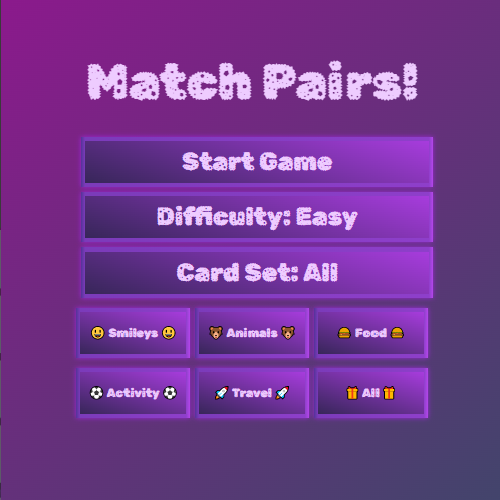 Match Pairs!
Start Game
Difficulty: Easy
Card Set: All
😃 Smileys 😃
🐻 Animals 🐻
🍔 Food 🍔
⚽ Activity ⚽
🚀 Travel 🚀
🎁 All 🎁